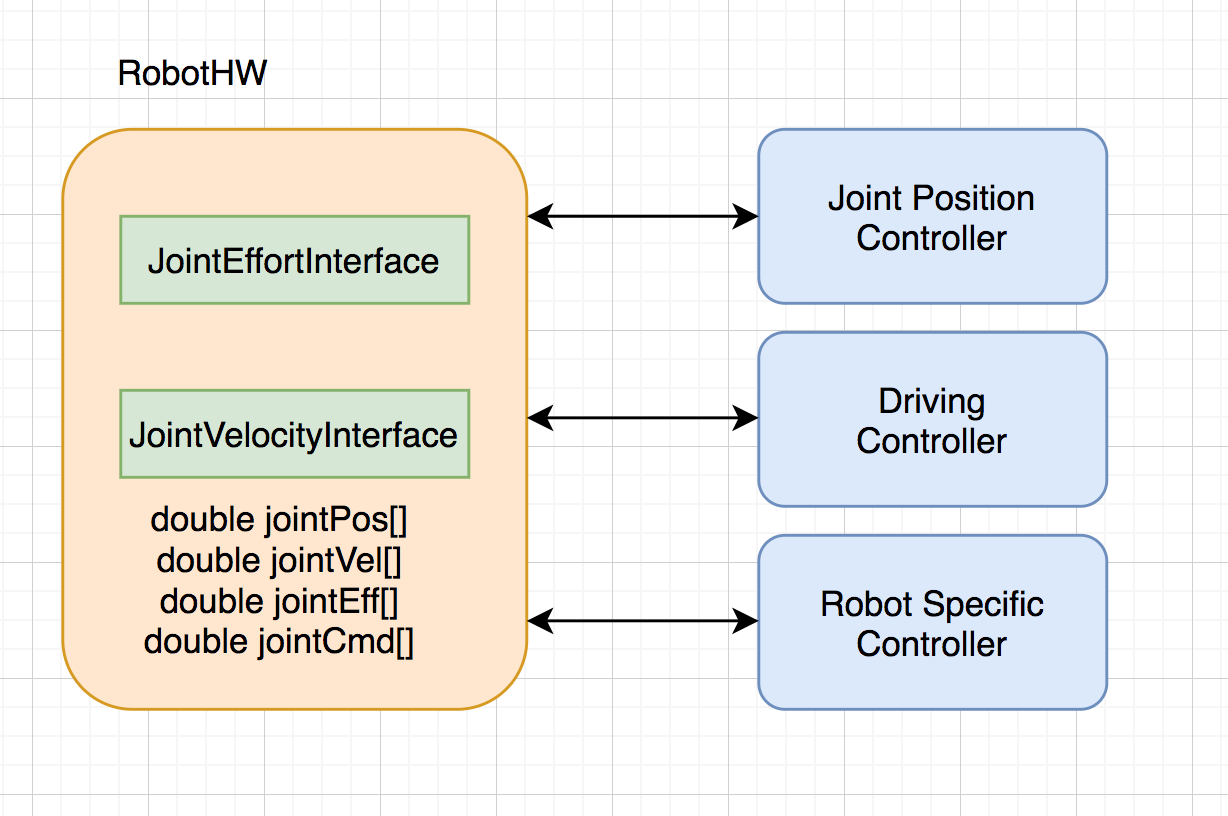 RobotHW
JointEffortInterface
JointVelocityInterface
double jointPos[]
double jointVel[]
double jointEff[]
double jointCmd[]
Joint Position
Controller
Driving
Controller
Robot Specific
Controller